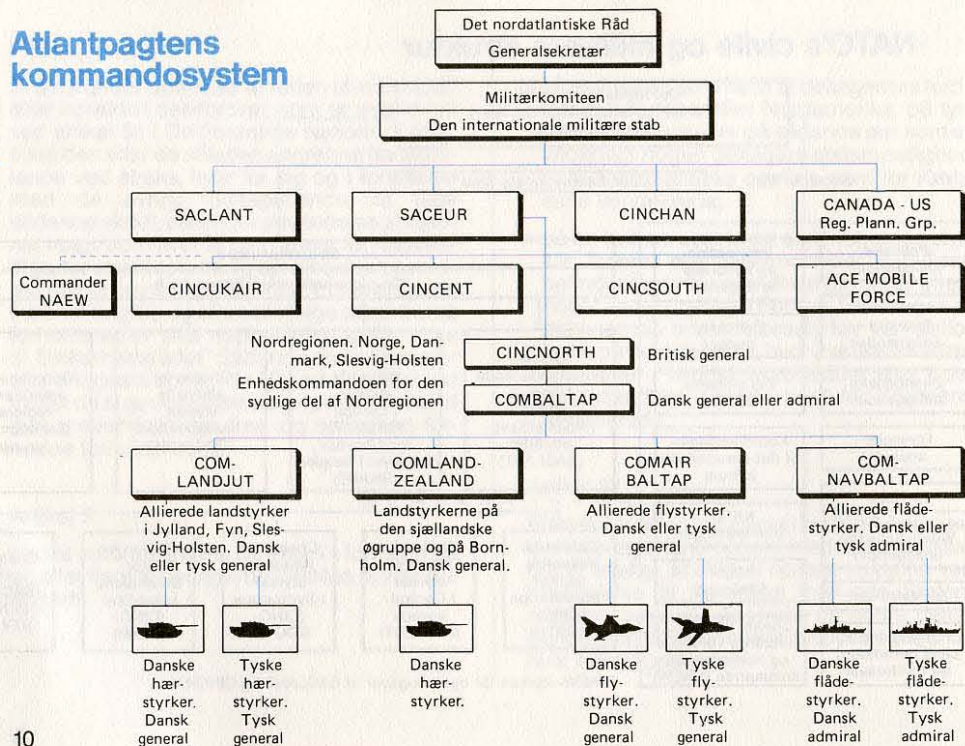 Atlantpagtens
kommandosystem
Det nordatlantiske Råd
Generalsekretær
Militærkomiteen
Den internationale militære stab
SACLANT
SACEUR
CINCHAN
CANADA - US
Reg. Plann. Grp.
Commander
NAEW
CINCUKAIR
CINCENT
CINCSOUTH
ACE MOBILE
FORCE
Nordregionen. Norge, Dan-
mark, Slesvig-Holsten
CINCNORTH
Britisk general
Enhedskommandoen for den
sydlige del af Nordregionen
COMBALTAP
Dansk general eller admiral
COM-
LANDJUT
Allierede landstyrker
i Jylland, Fyn, Sles-
vig-Holsten. Dansk
eller tysk general
COMLAND-
ZEALAND
Landstyrkerne på
den sjællandske
øgruppe og på Born-
holm. Dansk general.
COMAIR
BALTAP
Allierede flystyrker.
Dansk eller tysk
general
COM-
NAVBALTAP
Allierede flåde-
styrker. Dansk eller
tysk admiral
Danske
hær-
styrker.
Dansk
general
Tyske
hær-
styrker.
Tysk
general
Danske
hær-
styrker.
Danske
fly-
styrker.
Dansk
general
Tyske
fly-
styrker.
Tysk
general
Danske
flåde-
styrker.
Dansk
admiral
Tyske
flåde-
styrker.
Tysk
admiral
10